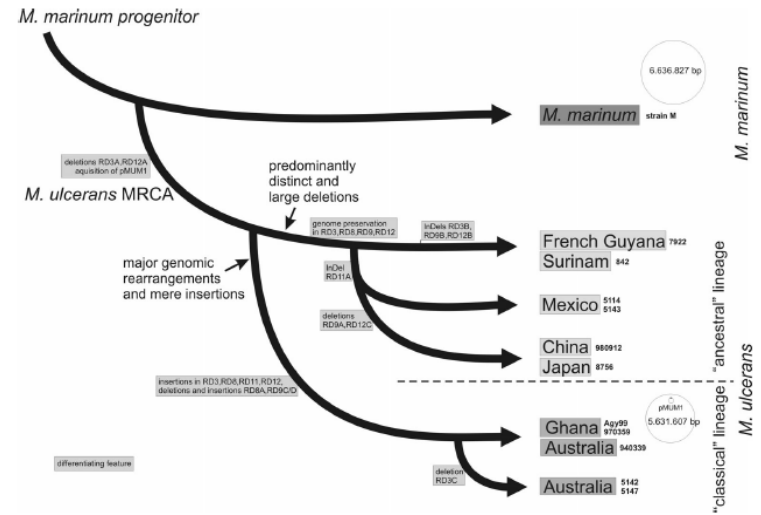 M. marinum progenitor
6.636.827 bp
M. marinum strain M
M. marinum
deletions RD3A,RD12A
aquisition of pMUM1
M. ulcerans MRCA
predominantly
distinct and
large deletions
genome preservation
in RD3,RD8,RD9,RD12
InDels RD3B,
RD9B,RD12B
French Guyana 7922
Surinam 842
major genomic
rearrangements
and mere insertions
InDel
RD11A
Mexico 5114
5143
deletions
RD9A,RD12C
China 980912
Japan 8756
"ancestral" lineage
insertions in RD3,RD8,RD11,RD12,
deletions and insertions RD8A,RD9C/D
pMUM1
5.631.607 bp
Ghana Agy99
970359
Australia 940339
deletion
RD3C
Australia 5142
5147
"classical" lineage
M. ulcerans
differentiating feature